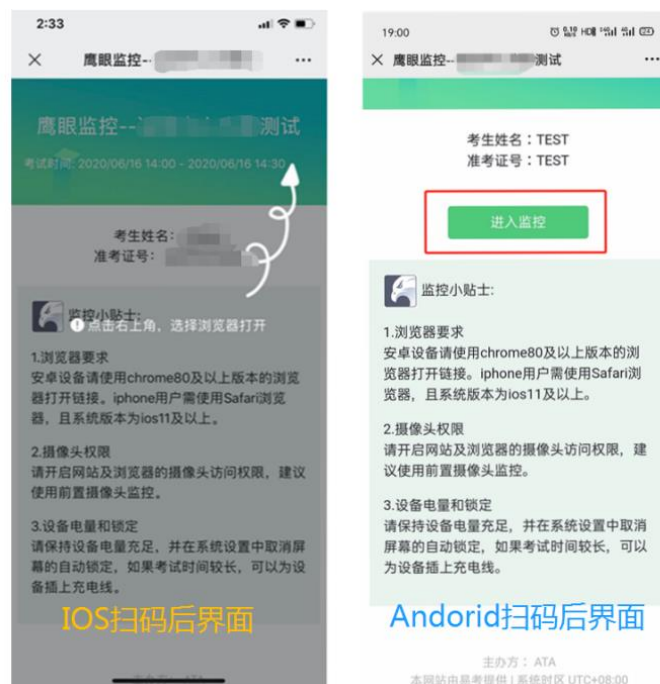 2:33
鹰眼监控--
鹰眼监控--
测试
考试时间: 2020/06/16 14:00 - 2020/06/16 14:30
考生姓名:
准考证号:
监控小贴士:
点击右上角、选择浏览器打开
1.浏览器要求
安卓设备请使用chrome80及以上版本的浏览
器打开链接。iphone用户需使用Safari浏览
器，且系统版本为ios11及以上。
2.摄像头权限
请开启网站及浏览器的摄像头访问权限，建议
使用前置摄像头监控。
3.设备电量和锁定
请保持设备电量充足，并在系统设置中取消屏
幕的自动锁定，如果考试时间较长，可以为设
备插上充电线。
IOS扫码后界面
19:00
鹰眼监控--
测试
考生姓名：TEST
准考证号：TEST
进入监控
监控小贴士:
1.浏览器要求
安卓设备请使用chrome80及以上版本的浏
览器打开链接。iphone用户需使用Safari浏
览器，且系统版本为ios11及以上。
2.摄像头权限
请开启网站及浏览器的摄像头访问权限，建
议使用前置摄像头监控。
3.设备电量和锁定
请保持设备电量充足，并在系统设置中取消
屏幕的自动锁定，如果考试时间较长，可以
为设备插上充电线。
Andorid扫码后界面
主办方： ATA
本网站由易考提供 | 系统时区 UTC+08:00